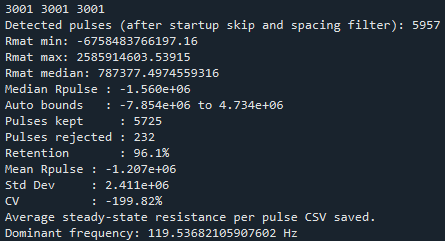 3001 3001 3001
Detected pulses (after startup skip and spacing filter): 5957
Rmat min: -6758483766197.16
Rmat max: 2585914603.53915
Rmat median: 787377.4974559316
Median Rpulse : -1.560e+06
Auto bounds   : -7.854e+06 to 4.734e+06
Pulses kept     : 5725
Pulses rejected : 232
Retention       : 96.1%
Mean Rpulse : -1.207e+06
Std Dev     : 2.411e+06
CV          : -199.82%
Average steady-state resistance per pulse CSV saved.
Dominant frequency: 119.53682105907602 Hz